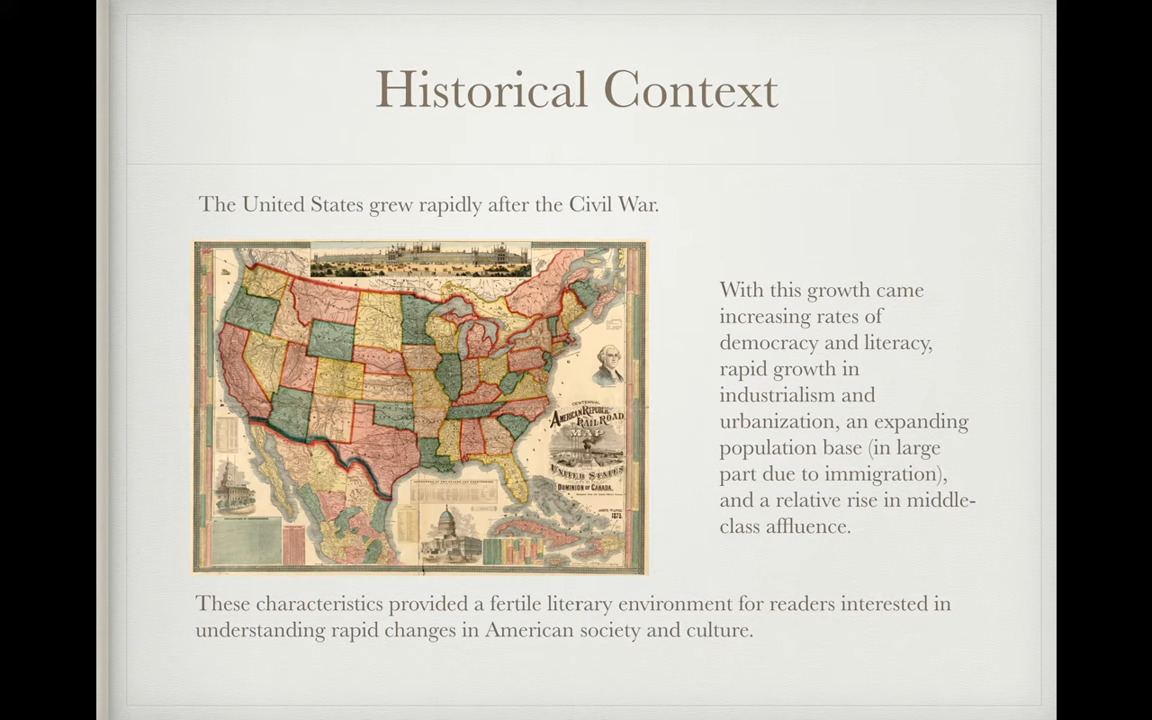 Historical Context
The United States grew rapidly after the Civil War.
With this growth came
increasing rates of
democracy and literacy,
rapid growth in
industrialism and
urbanization, an expanding
population base (in large
part due to immigration),
and a relative rise in middle-
class affluence.
CENTENNIAL
AMERICAN REPUBLIC
RAILROAD
MAP
UNITED STATES
DOMINION OF CANADA.
These characteristics provided a fertile literary environment for readers interested in
understanding rapid changes in American society and culture.